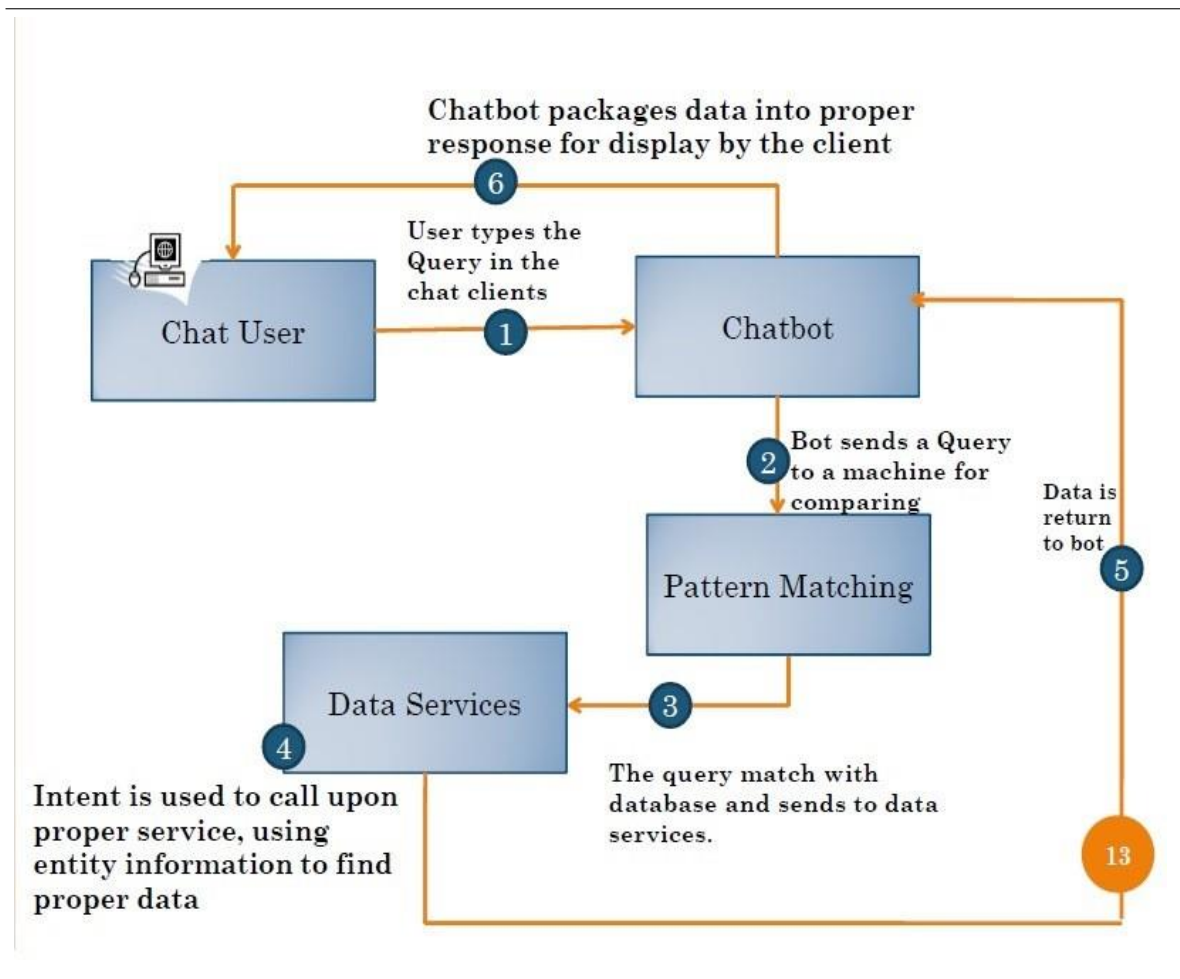 Chatbot packages data into proper
response for display by the client
6
User types the
Query in the
chat clients
Chat User
1
Chatbot
2
Bot sends a Query
to a machine for
comparing
Data is
return
to bot
5
Pattern Matching
Data Services
3
4
The query match with
database and sends to data
services.
Intent is used to call upon
proper service, using
entity information to find
proper data
13